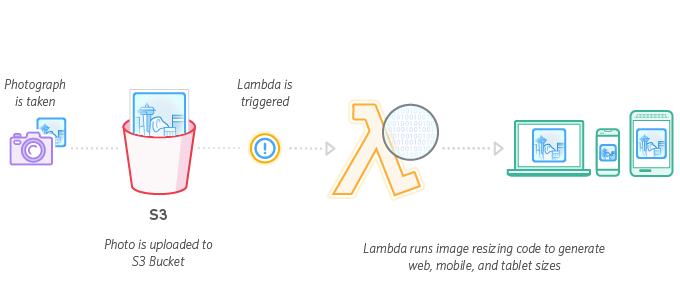 Photograph
is taken
Lambda is
triggered
S3
Photo is uploaded to
S3 Bucket
Lambda runs image resizing code to generate
web, mobile, and tablet sizes